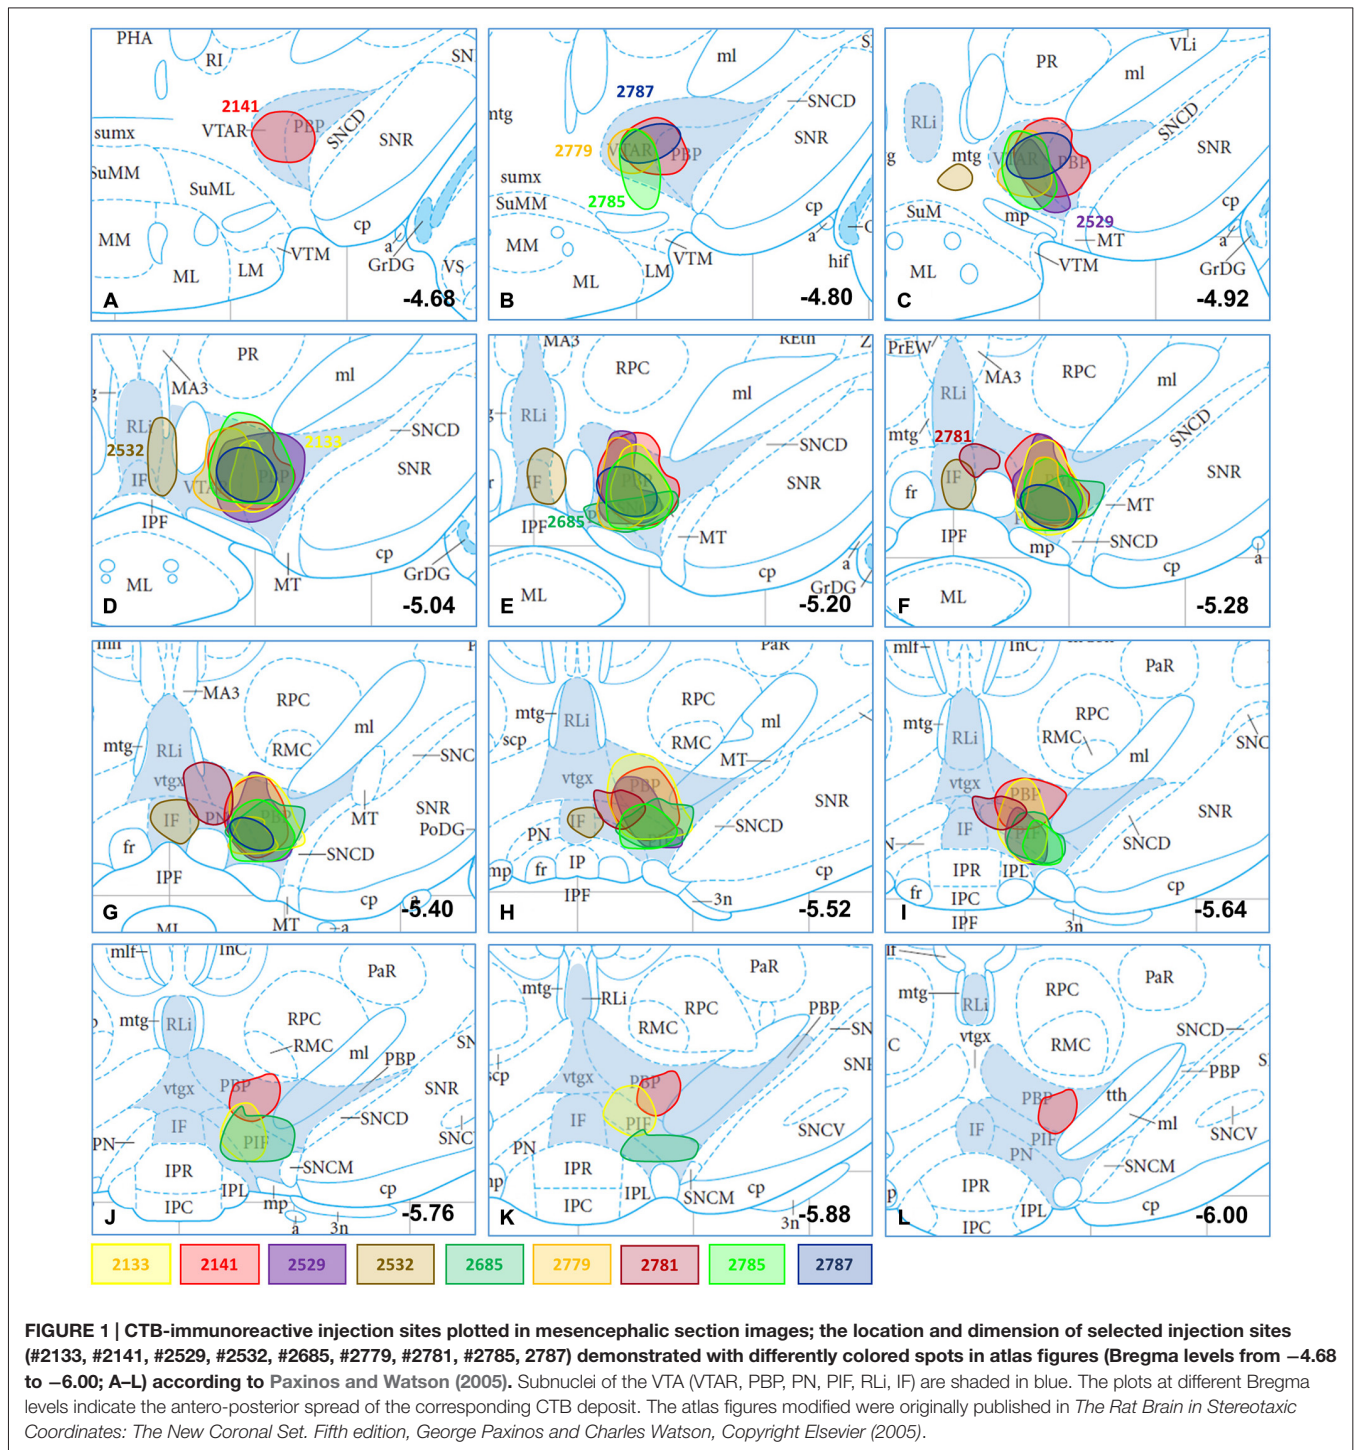 PHA
RI
SN
2141
VTAR
PBP
SNCD
SNR
sumx
SuMM
SuML
MM
ML
LM
VTM
cp
a
GrDG
VS
A
-4.68
ml
S
2787
mtg
SNCD
SNR
2779
VTAR
PBP
sumx
SuMM
2785
MM
ML
LM
VTM
cp
a
hif
B
-4.80
PR
VLi
ml
RLi
SNCD
g
mtg
VTAR
PBP
SNR
SuM
mp
2529
MT
cp
a
ML
VTM
GrDG
C
-4.92
PR
MA3
ml
RLi
2532
2133
SNCD
SNR
IF
VTA
PBP
IPF
ML
MT
cp
GrDG
D
-5.04
MA3
REth
Z
RPC
ml
RLi
SNCD
SNR
IF
r
IPF
2685
MT
cp
a
GrDG
ML
E
-5.20
PrEW
MA3
RPC
ml
RLi
mtg
2781
SNCD
SNR
fr
IF
MT
IPF
mp
SNCD
cp
a
ML
F
-5.28
MA3
RPC
mtg
RLi
RMC
ml
SNC
vtgx
PN
PBP
IF
MT
SNR
PoDG
fr
SNCD
IPF
cp
MT
a
G
-5.40
PaR
mtg
RLi
RPC
ml
scp
RMC
MT
vtgx
PBP
SNR
IF
PN
PIF
SNCD
mp
fr
IP
cp
IPF
3n
H
-5.52
mlf
InC
PaR
mtg
RLi
RPC
RMC
ml
SNC
vtgx
PBP
SNR
IF
PIF
SNCD
IPR
IPL
fr
IPC
cp
IPF
3n
I
-5.64
mlf
InC
PaR
mtg
RLi
RPC
RMC
ml
SN
vtgx
PBP
PBP
SNR
IF
PIF
SNCD
SNC
PN
IPR
SNCM
IPL
mp
cp
IPC
a
3n
J
-5.76
PaR
mtg
RLi
RPC
RMC
PBP
SN
scp
vtgx
PBP
IF
PIF
SNCV
PN
IPR
IPL
SNCM
cp
IPC
3n
K
-5.88
PaR
mtg
RLi
RPC
vtgx
RMC
SNCD
PBP
PBP
tth
ml
IF
PIF
PN
SNCV
SNCM
IPR
IPL
cp
IPC
L
-6.00
2133 2141 2529 2532 2685 2779 2781 2785 2787
FIGURE 1 | CTB-immunoreactive injection sites plotted in mesencephalic section images; the location and dimension of selected injection sites
(#2133, #2141, #2529, #2532, #2685, #2779, #2781, #2785, 2787) demonstrated with differently colored spots in atlas figures (Bregma levels from −4.68
to −6.00; A–L) according to Paxinos and Watson (2005). Subnuclei of the VTA (VTAR, PBP, PN, PIF, RLi, IF) are shaded in blue. The plots at different Bregma
levels indicate the antero-posterior spread of the corresponding CTB deposit. The atlas figures modified were originally published in The Rat Brain in Stereotaxic
Coordinates: The New Coronal Set. Fifth edition, George Paxinos and Charles Watson, Copyright Elsevier (2005).